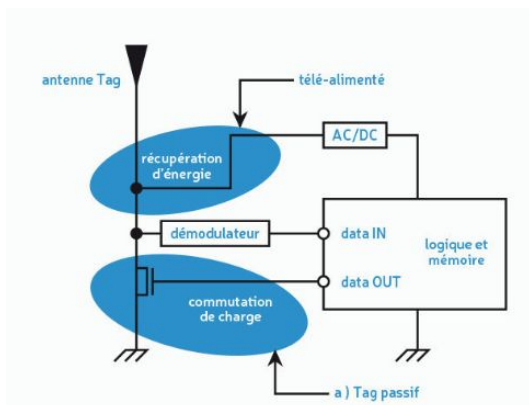 antenne Tag
télé-alimenté
AC/DC
récupération
d'énergie
démodulateur
data IN
logique et
mémoire
data OUT
commutation
de charge
a ) Tag passif